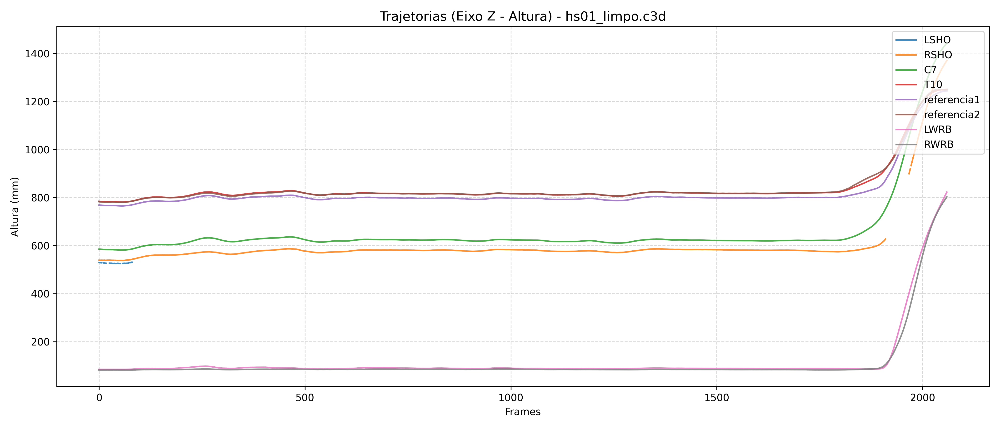 Trajetorias (Eixo Z - Altura) - hs01_limpo.c3d
Altura (mm)
1400
1200
1000
800
600
400
200
LSHO
RSHO
C7
T10
referencia1
referencia2
LWRB
RWRB
0
500
1000
1500
2000
Frames